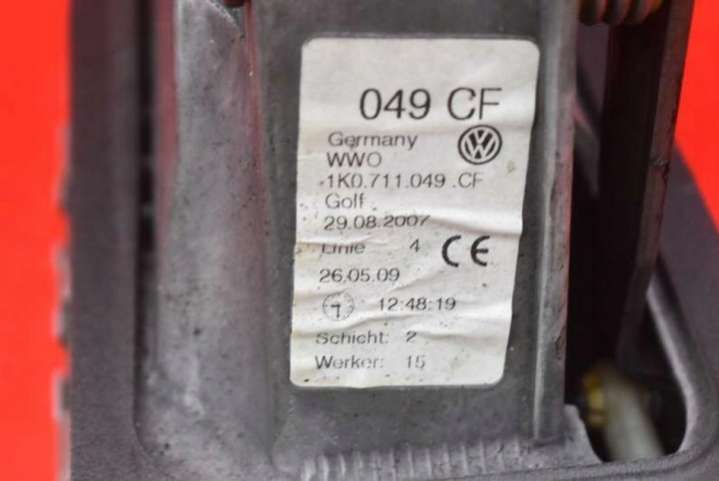 049 CF
Germany
WWO
1K0.711.049 .CF
Golf
29.08.2007
Linie 4
CE
26.05.09
12:48:19
Schicht: 2
Werker: 15